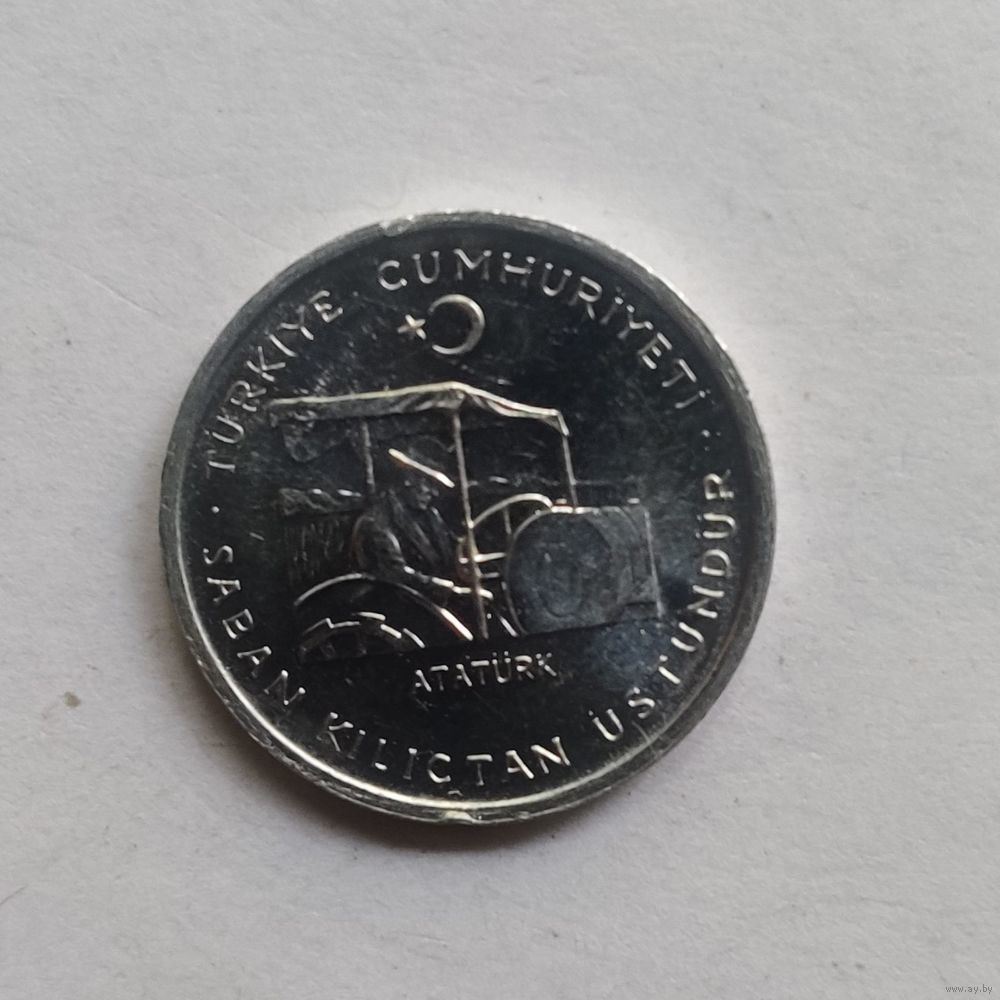 · TÜRKİYE CUMHURİYETİ ·
ATATÜRK
SABAN KILIÇTAN ÜSTÜNDÜR
www.ay.by